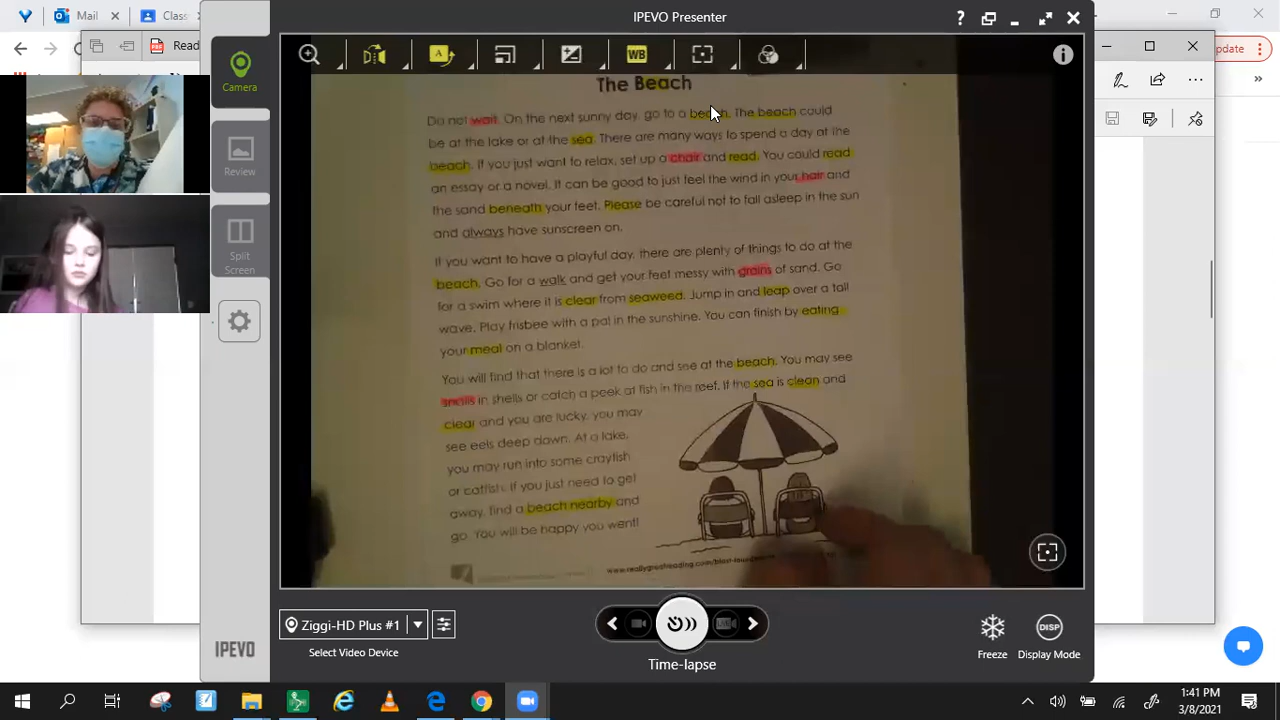 IPEVO Presenter
Mail
Class
Read
update
Camera
Review
Split
Screen
IPEVO
The Beach
Do not wait. On the next sunny day, go to a beach. The beach could
be at the lake or at the sea. There are many ways to spend a day at the
beach. If you just want to relax, set up a chair and read. You could read
an essay or a novel. It can be good to just feel the wind in your hair and
the sand beneath your feet. Please be careful not to fall asleep in the sun
and always have sunscreen on.
If you want to have a playful day, there are plenty of things to do at the
beach. Go for a walk and get your feet messy with grains of sand. Go
for a swim where it is clear from seaweed. Jump in and leap over a tall
wave. Play frisbee with a pal in the sunshine. You can finish by eating
your meal on a blanket.
You will find that there is a lot to do and see at the beach. You may see
snails in shells or catch a peek at fish in the reef. If the sea is clean and
clear and you are lucky, you may
see eels deep down. At a lake,
you may run into some crayfish
or catfish. If you just need to get
away, find a beach nearby and
go. You will be happy you went!
Ziggi-HD Plus #1
Select Video Device
Time-lapse
Freeze
DISP
Display Mode
WB
1:41 PM
3/8/2021